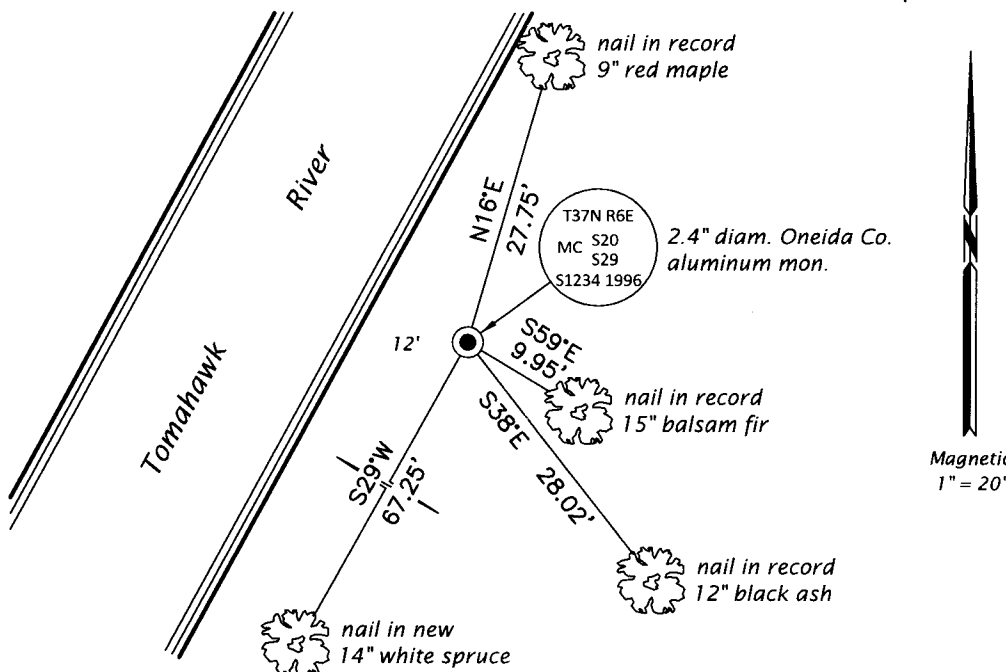 nail in record
9" red maple
River
N16°E
27.75'
T37N R6E
MC S20
S29
S1234 1996
2.4" diam. Oneida Co.
aluminum mon.
12'
S59°E
9.95'
Tomahawk
nail in record
15" balsam fir
S38°E 28.02'
N
Magnetic
1" = 20'
S29°W
67.25'
nail in record
12" black ash
nail in new
14" white spruce